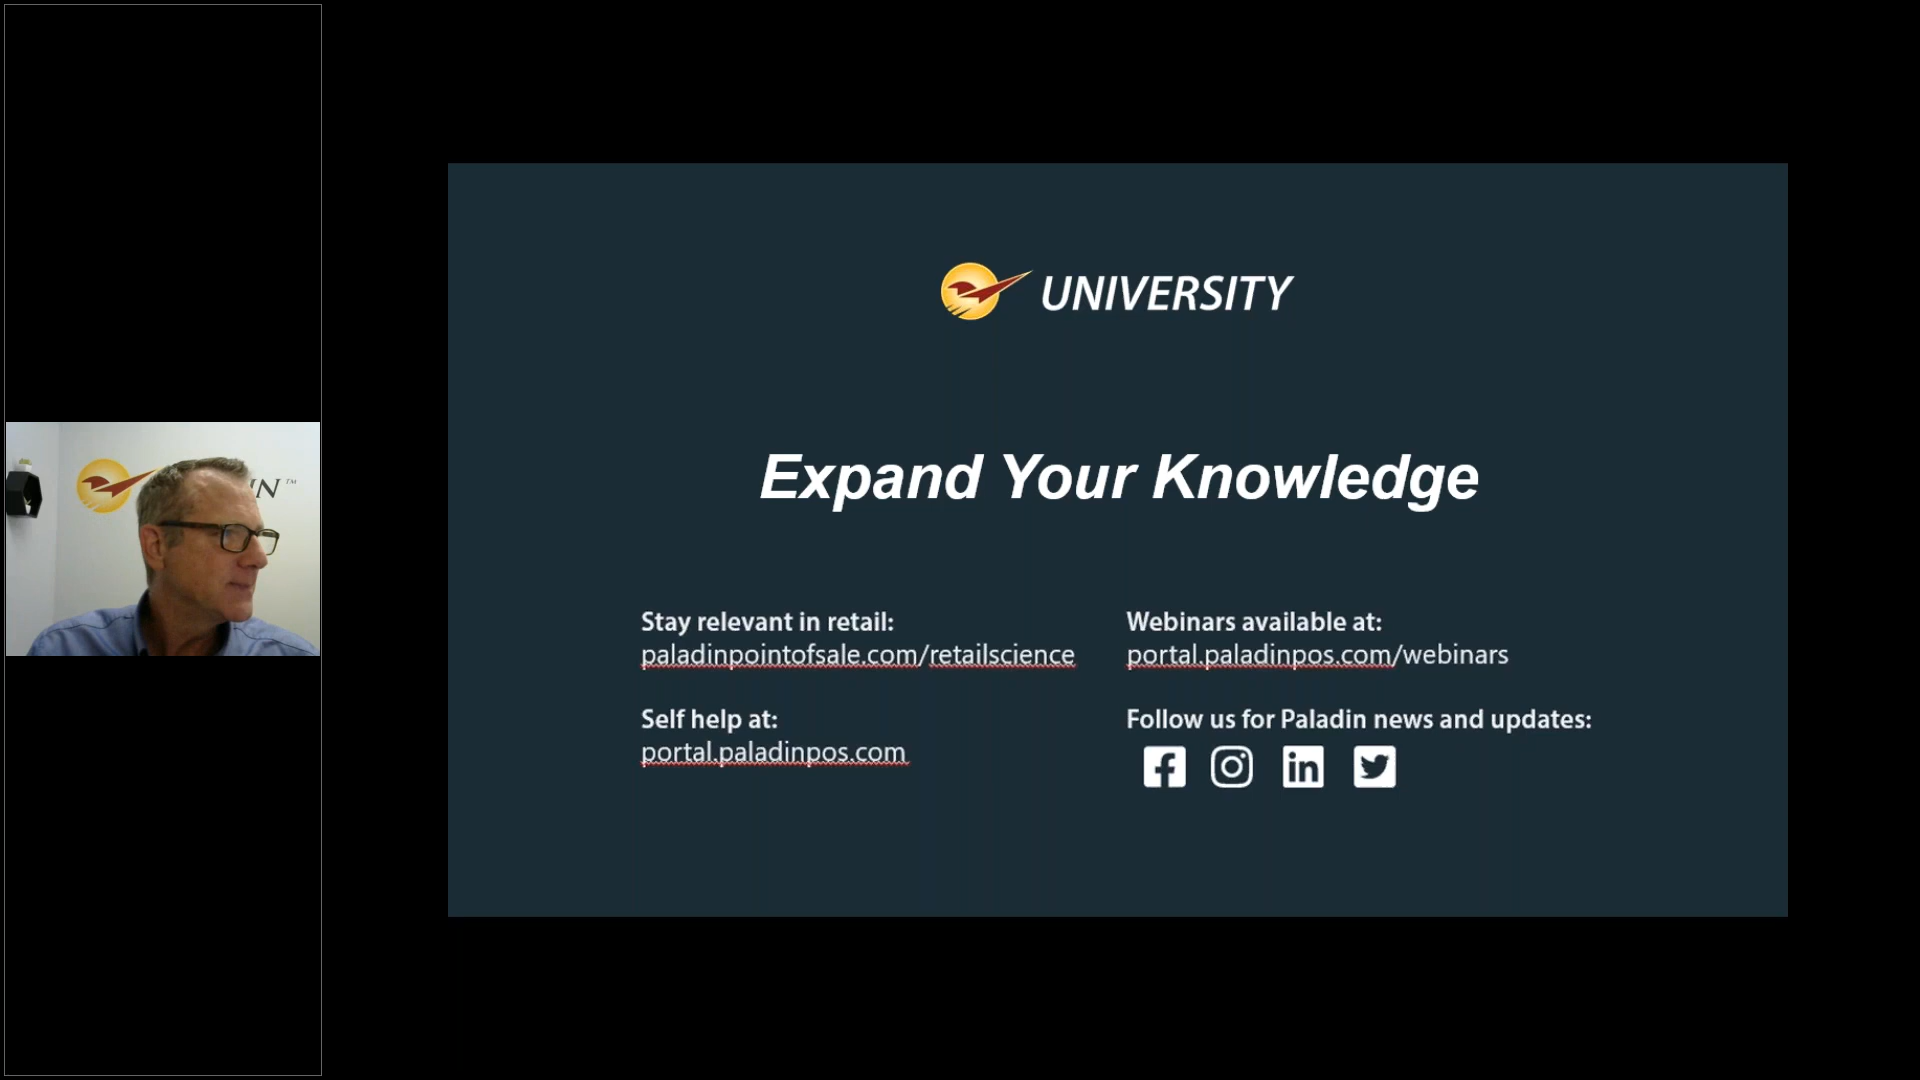 IN™
UNIVERSITY
Expand Your Knowledge
Stay relevant in retail:
paladinpointofsale.com/retailscience
Self help at:
portal.paladinpos.com
Webinars available at:
portal.paladinpos.com/webinars
Follow us for Paladin news and updates: